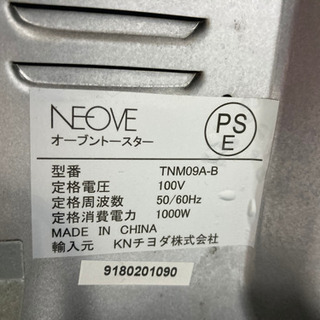 NEOVE
オーブントースター
PS
E
型番 TNM09A-B
定格電圧 100V
定格周波数 50/60Hz
定格消費電力 1000W
MADE IN CHINA
輸入元 KNチヨダ株式会社
9180201090